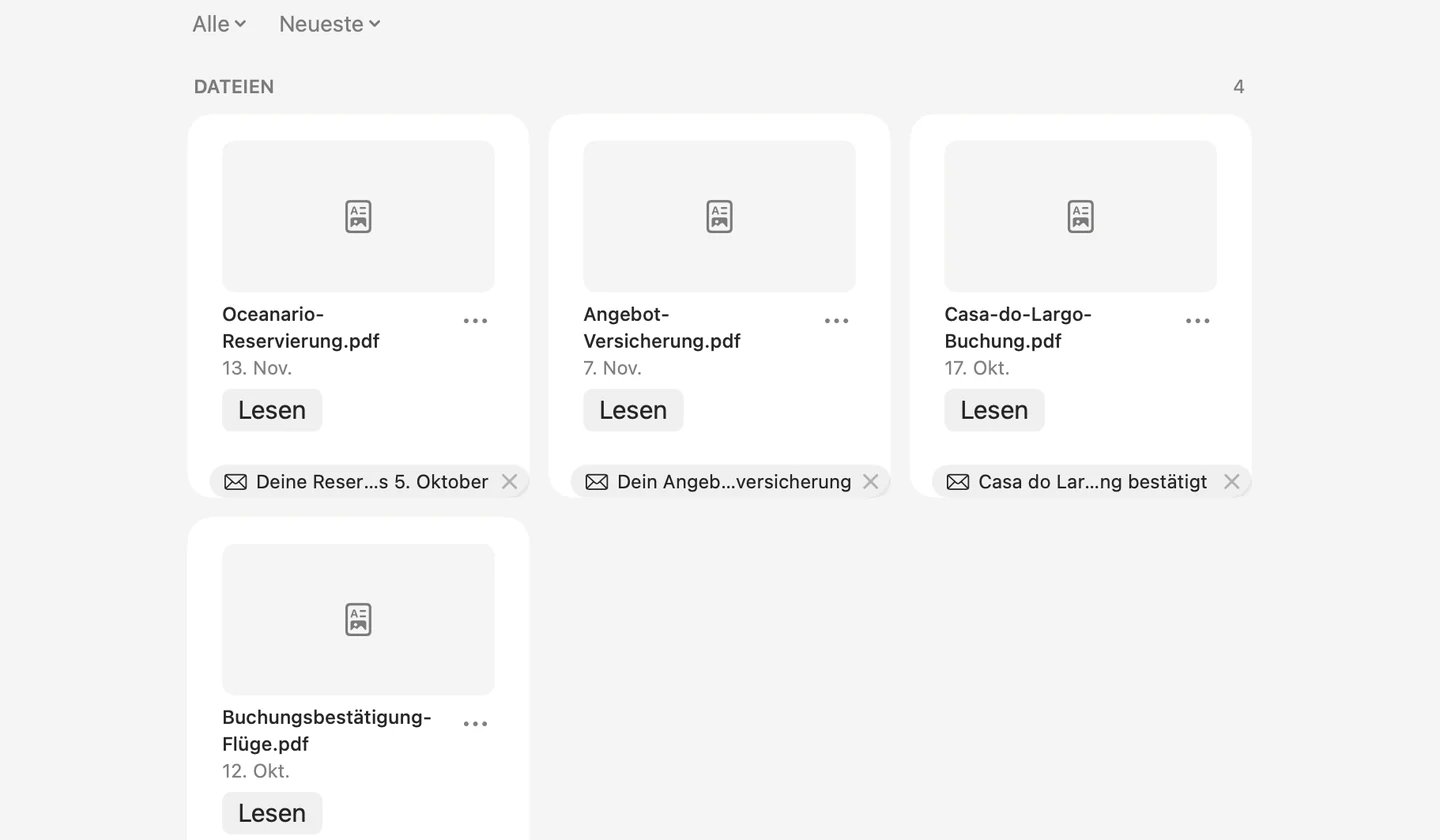 Alle
Neueste
DATEIEN
4
Oceanario-
Reservierung.pdf
13. Nov.
Lesen
Deine Reser...s 5. Oktober
Angebot-
Versicherung.pdf
7. Nov.
Lesen
Dein Angeb...versicherung
Casa-do-Largo-
Buchung.pdf
17. Okt.
Lesen
Casa do Lar...ng bestätigt
Buchungsbestätigung-
Flüge.pdf
12. Okt.
Lesen